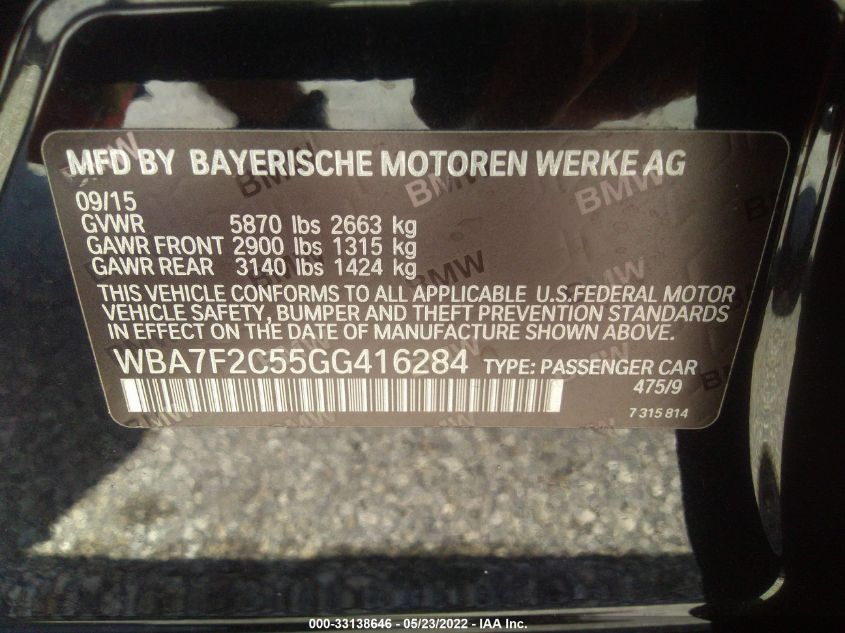 MFD BY BAYERISCHE MOTOREN WERKE AG
09/15
GVWR 5870 lbs 2663 kg
GAWR FRONT 2900 lbs 1315 kg
GAWR REAR 3140 lbs 1424 kg
THIS VEHICLE CONFORMS TO ALL APPLICABLE U.S.FEDERAL MOTOR
VEHICLE SAFETY, BUMPER AND THEFT PREVENTION STANDARDS
IN EFFECT ON THE DATE OF MANUFACTURE SHOWN ABOVE.
WBA7F2C55GG416284 TYPE: PASSENGER CAR
475/9
7 315 814
000-33138646 - 05/23/2022 - IAA Inc.